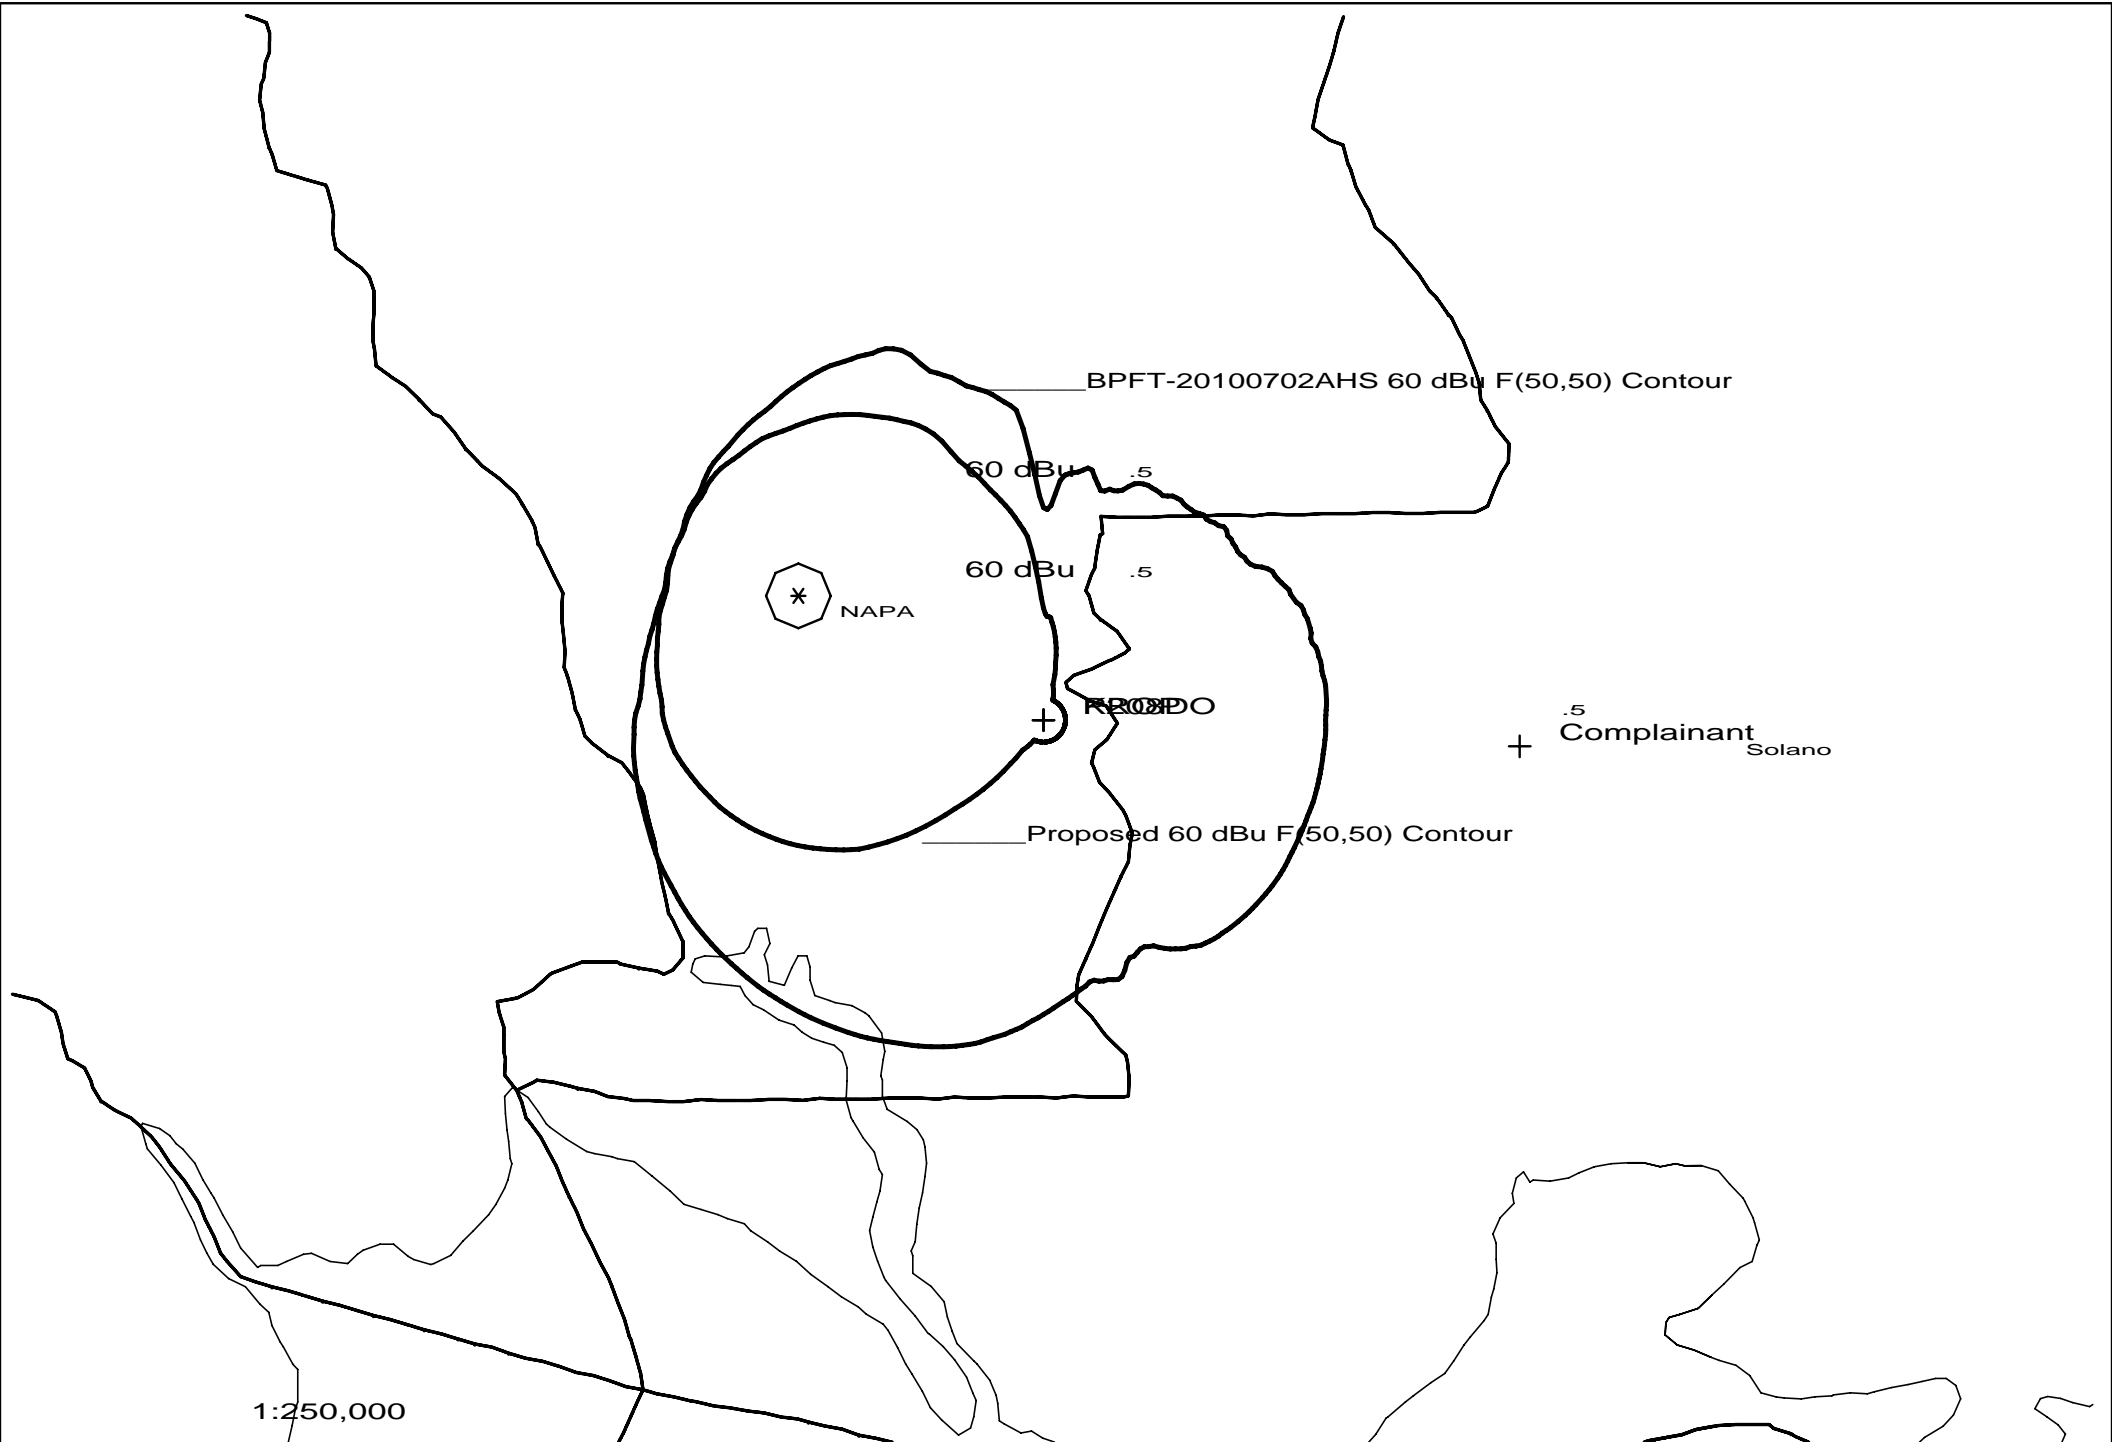 BPFT-20100702AHS 60 dBu F(50,50) Contour
60 dBu .5
60 dBu .5
NAPA
.5
Complainant
Solano
Proposed 60 dBu F(50,50) Contour
1:250,000